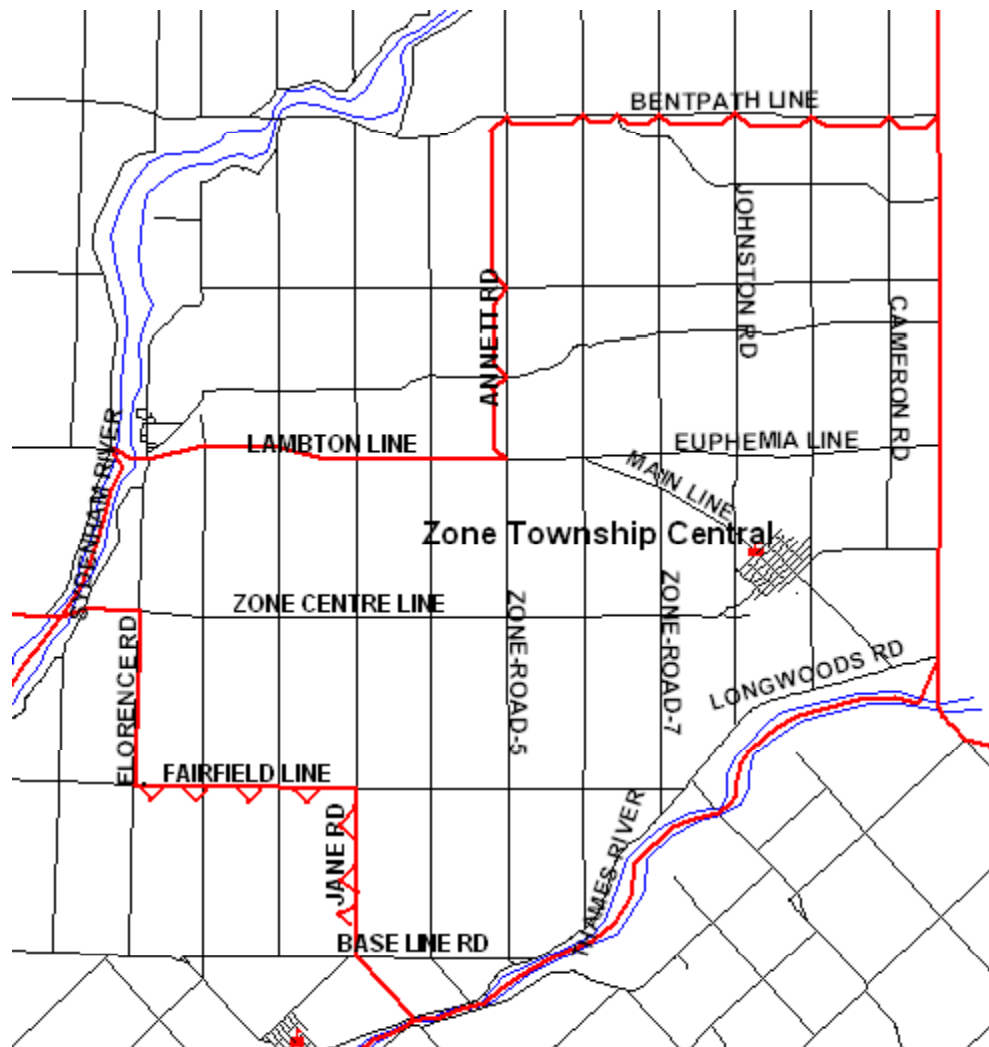 BENTPATH LINE
JOHNSTON RD
ANNETT RD
CAMERON RD
SYDENHAM RIVER
LAMBTON LINE
EUPHEMIA LINE
MAIN LINE
Zone Township Central
ZONE CENTRE LINE
ZONE-ROAD-5
ZONE-ROAD-7
FLORENCE RD
LONGWOODS RD
FAIRFIELD LINE
JANE RD
THAMES RIVER
BASE LINE RD